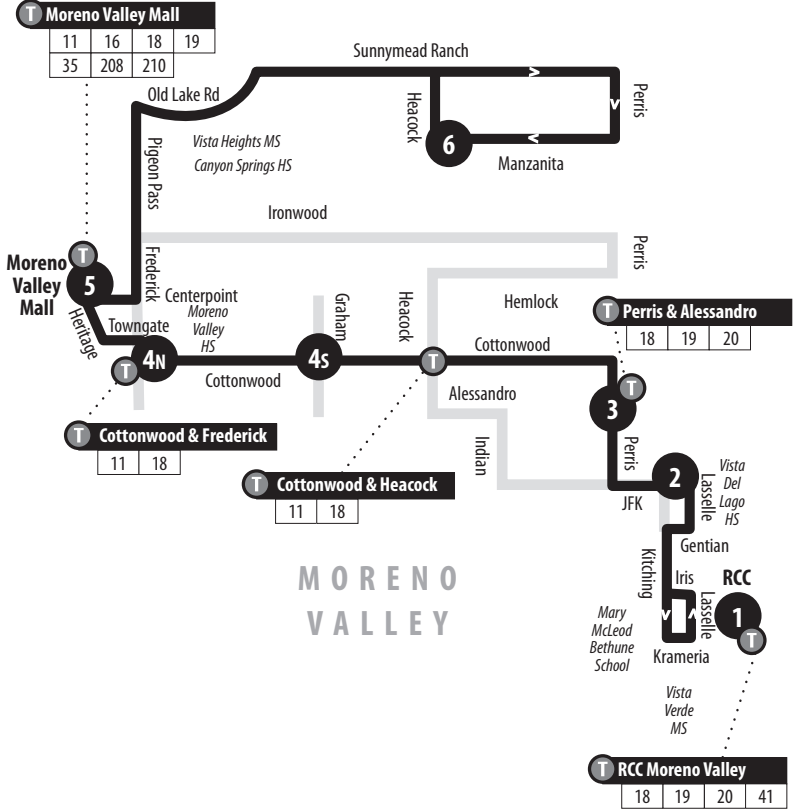 T Moreno Valley Mall
11 16 18 19
35 208 210
Sunnymead Ranch
Old Lake Rd
Heacock
Perris
Pigeon Pass
Vista Heights MS
Canyon Springs HS
6
Manzanita
Ironwood
Perris
Frederick
T
Moreno
Valley
Mall
5
Centerpoint
Moreno
Valley
HS
Graham
Heacock
Hemlock
Heritage
Towngate
T Perris & Alessandro
18 19 20
4N
T
4S
T
Cottonwood
Cottonwood
Alessandro
T
3
T Cottonwood & Frederick
11 18
Indian
Perris
T Cottonwood & Heacock
11 18
2
JFK
Lasselle
Vista
Del
Lago
HS
Gentian
Kitching
MORENO
VALLEY
Iris
Lasselle
RCC
1
T
Mary
McLeod
Bethune
School
Krameria
Vista
Verde
MS
T RCC Moreno Valley
18 19 20 41